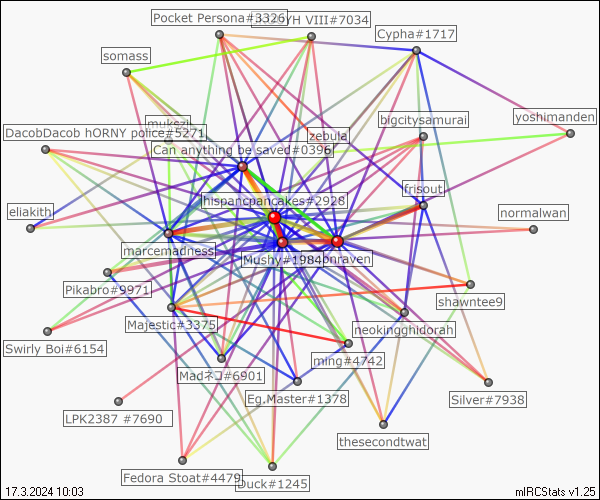 Pocket Persona#3326
YH VIII#7034
Cypha#1717
somass
yoshimanden
bigcitysamurai
DacobDacob hORNY police#5271
zebula
Can anything be saved#0396
frisout
hispancpancakes#2928
eliakith
normalwan
marcemadness
Mushy#1984
onraven
Pikabro#9971
shawntee9
Majestic#3375
neokingghidorah
Swirly Boi#6154
ming#4742
Madネコ#6901
Eg.Master#1378
Silver#7938
LPK2387 #7690
thesecondtwat
Fedora Stoat#4479
Duck#1245
17.3.2024 10:03
mIRCStats v1.25